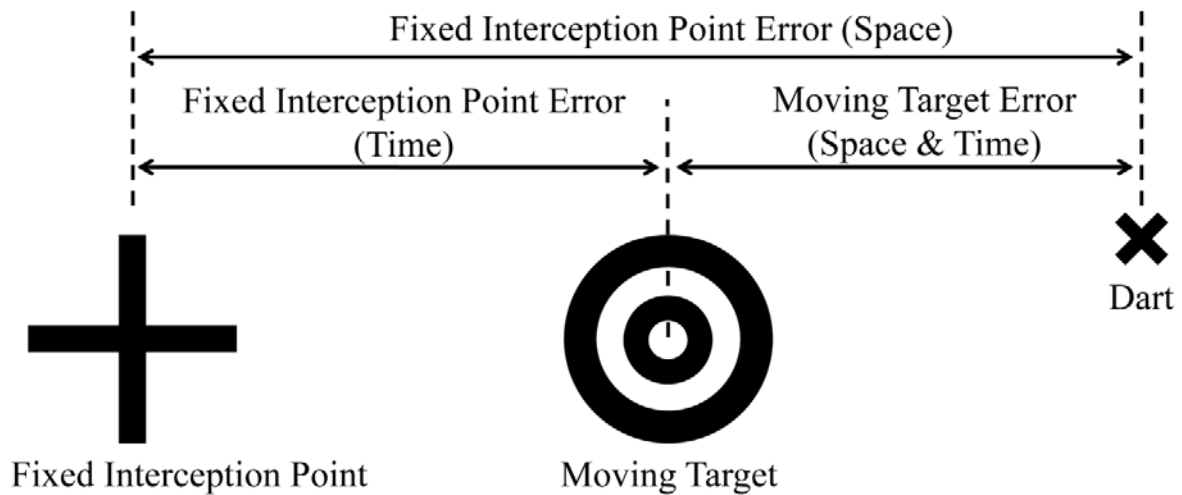 Fixed Interception Point Error (Space)
Fixed Interception Point Error
(Time)
Moving Target Error
(Space & Time)
Dart
Fixed Interception Point
Moving Target